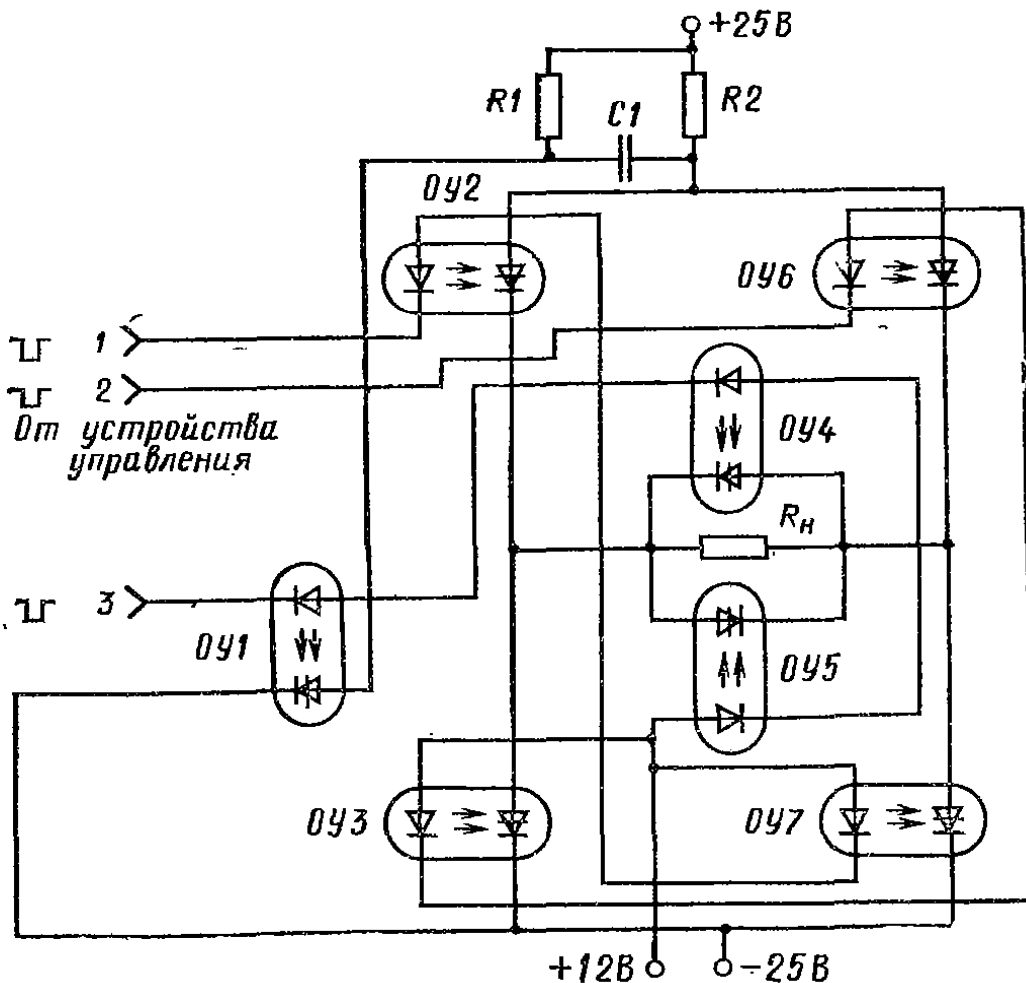 +25В
R1
C1
R2
ОУ2
ОУ6
1
2
От устройства
управления
ОУ4
Rн
3
ОУ1
ОУ5
ОУ3
ОУ7
+12В
-25В